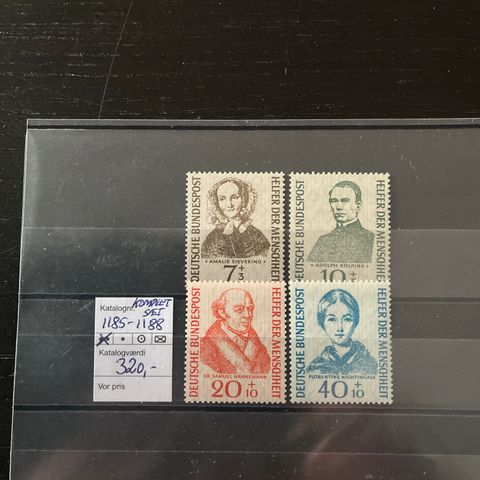 DEUTSCHE BUNDESPOST
HELFER DER MENSCHHEIT
• AMALIE SIEVEKING •
7+3
DEUTSCHE BUNDESPOST
HELFER DER MENSCHHEIT
• ADOLPH KOLPING •
10+5
DEUTSCHE BUNDESPOST
HELFER DER MENSCHHEIT
DR. SAMUEL HAHNEMANN
20+10
DEUTSCHE BUNDESPOST
HELFER DER MENSCHHEIT
FLORENTINE NIGHTINGALE
40+10
Katalognr. KOMPLET
SÆT
1185-1188
Katalogværdi
320,-
Vor pris